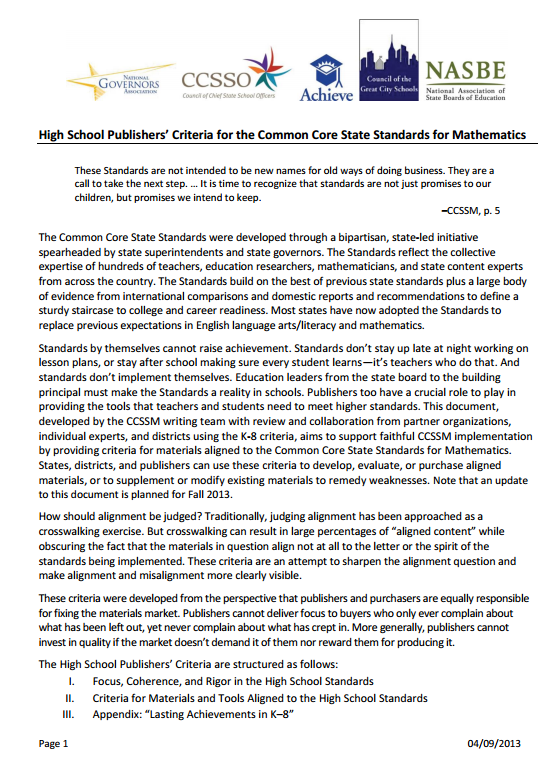 NATIONAL
GOVERNORS
ASSOCIATION
CCSSO
Council of Chief State School Officers
Achieve
Council of the
Great City Schools
NASBE
National Association of
State Boards of Education
High School Publishers’ Criteria for the Common Core State Standards for Mathematics
These Standards are not intended to be new names for old ways of doing business. They are a
call to take the next step. … It is time to recognize that standards are not just promises to our
children, but promises we intend to keep.
—CCSSM, p. 5
The Common Core State Standards were developed through a bipartisan, state-led initiative
spearheaded by state superintendents and state governors. The Standards reflect the collective
expertise of hundreds of teachers, education researchers, mathematicians, and state content experts
from across the country. The Standards build on the best of previous state standards plus a large body
of evidence from international comparisons and domestic reports and recommendations to define a
sturdy staircase to college and career readiness. Most states have now adopted the Standards to
replace previous expectations in English language arts/literacy and mathematics.
Standards by themselves cannot raise achievement. Standards don’t stay up late at night working on
lesson plans, or stay after school making sure every student learns—it’s teachers who do that. And
standards don’t implement themselves. Education leaders from the state board to the building
principal must make the Standards a reality in schools. Publishers too have a crucial role to play in
providing the tools that teachers and students need to meet higher standards. This document,
developed by the CCSSM writing team with review and collaboration from partner organizations,
individual experts, and districts using the K-8 criteria, aims to support faithful CCSSM implementation
by providing criteria for materials aligned to the Common Core State Standards for Mathematics.
States, districts, and publishers can use these criteria to develop, evaluate, or purchase aligned
materials, or to supplement or modify existing materials to remedy weaknesses. Note that an update
to this document is planned for Fall 2013.
How should alignment be judged? Traditionally, judging alignment has been approached as a
crosswalking exercise. But crosswalking can result in large percentages of “aligned content” while
obscuring the fact that the materials in question align not at all to the letter or the spirit of the
standards being implemented. These criteria are an attempt to sharpen the alignment question and
make alignment and misalignment more clearly visible.
These criteria were developed from the perspective that publishers and purchasers are equally responsible
for fixing the materials market. Publishers cannot deliver focus to buyers who only ever complain about
what has been left out, yet never complain about what has crept in. More generally, publishers cannot
invest in quality if the market doesn’t demand it of them nor reward them for producing it.
The High School Publishers’ Criteria are structured as follows:
I. Focus, Coherence, and Rigor in the High School Standards
II. Criteria for Materials and Tools Aligned to the High School Standards
III. Appendix: “Lasting Achievements in K–8”
Page 1 04/09/2013